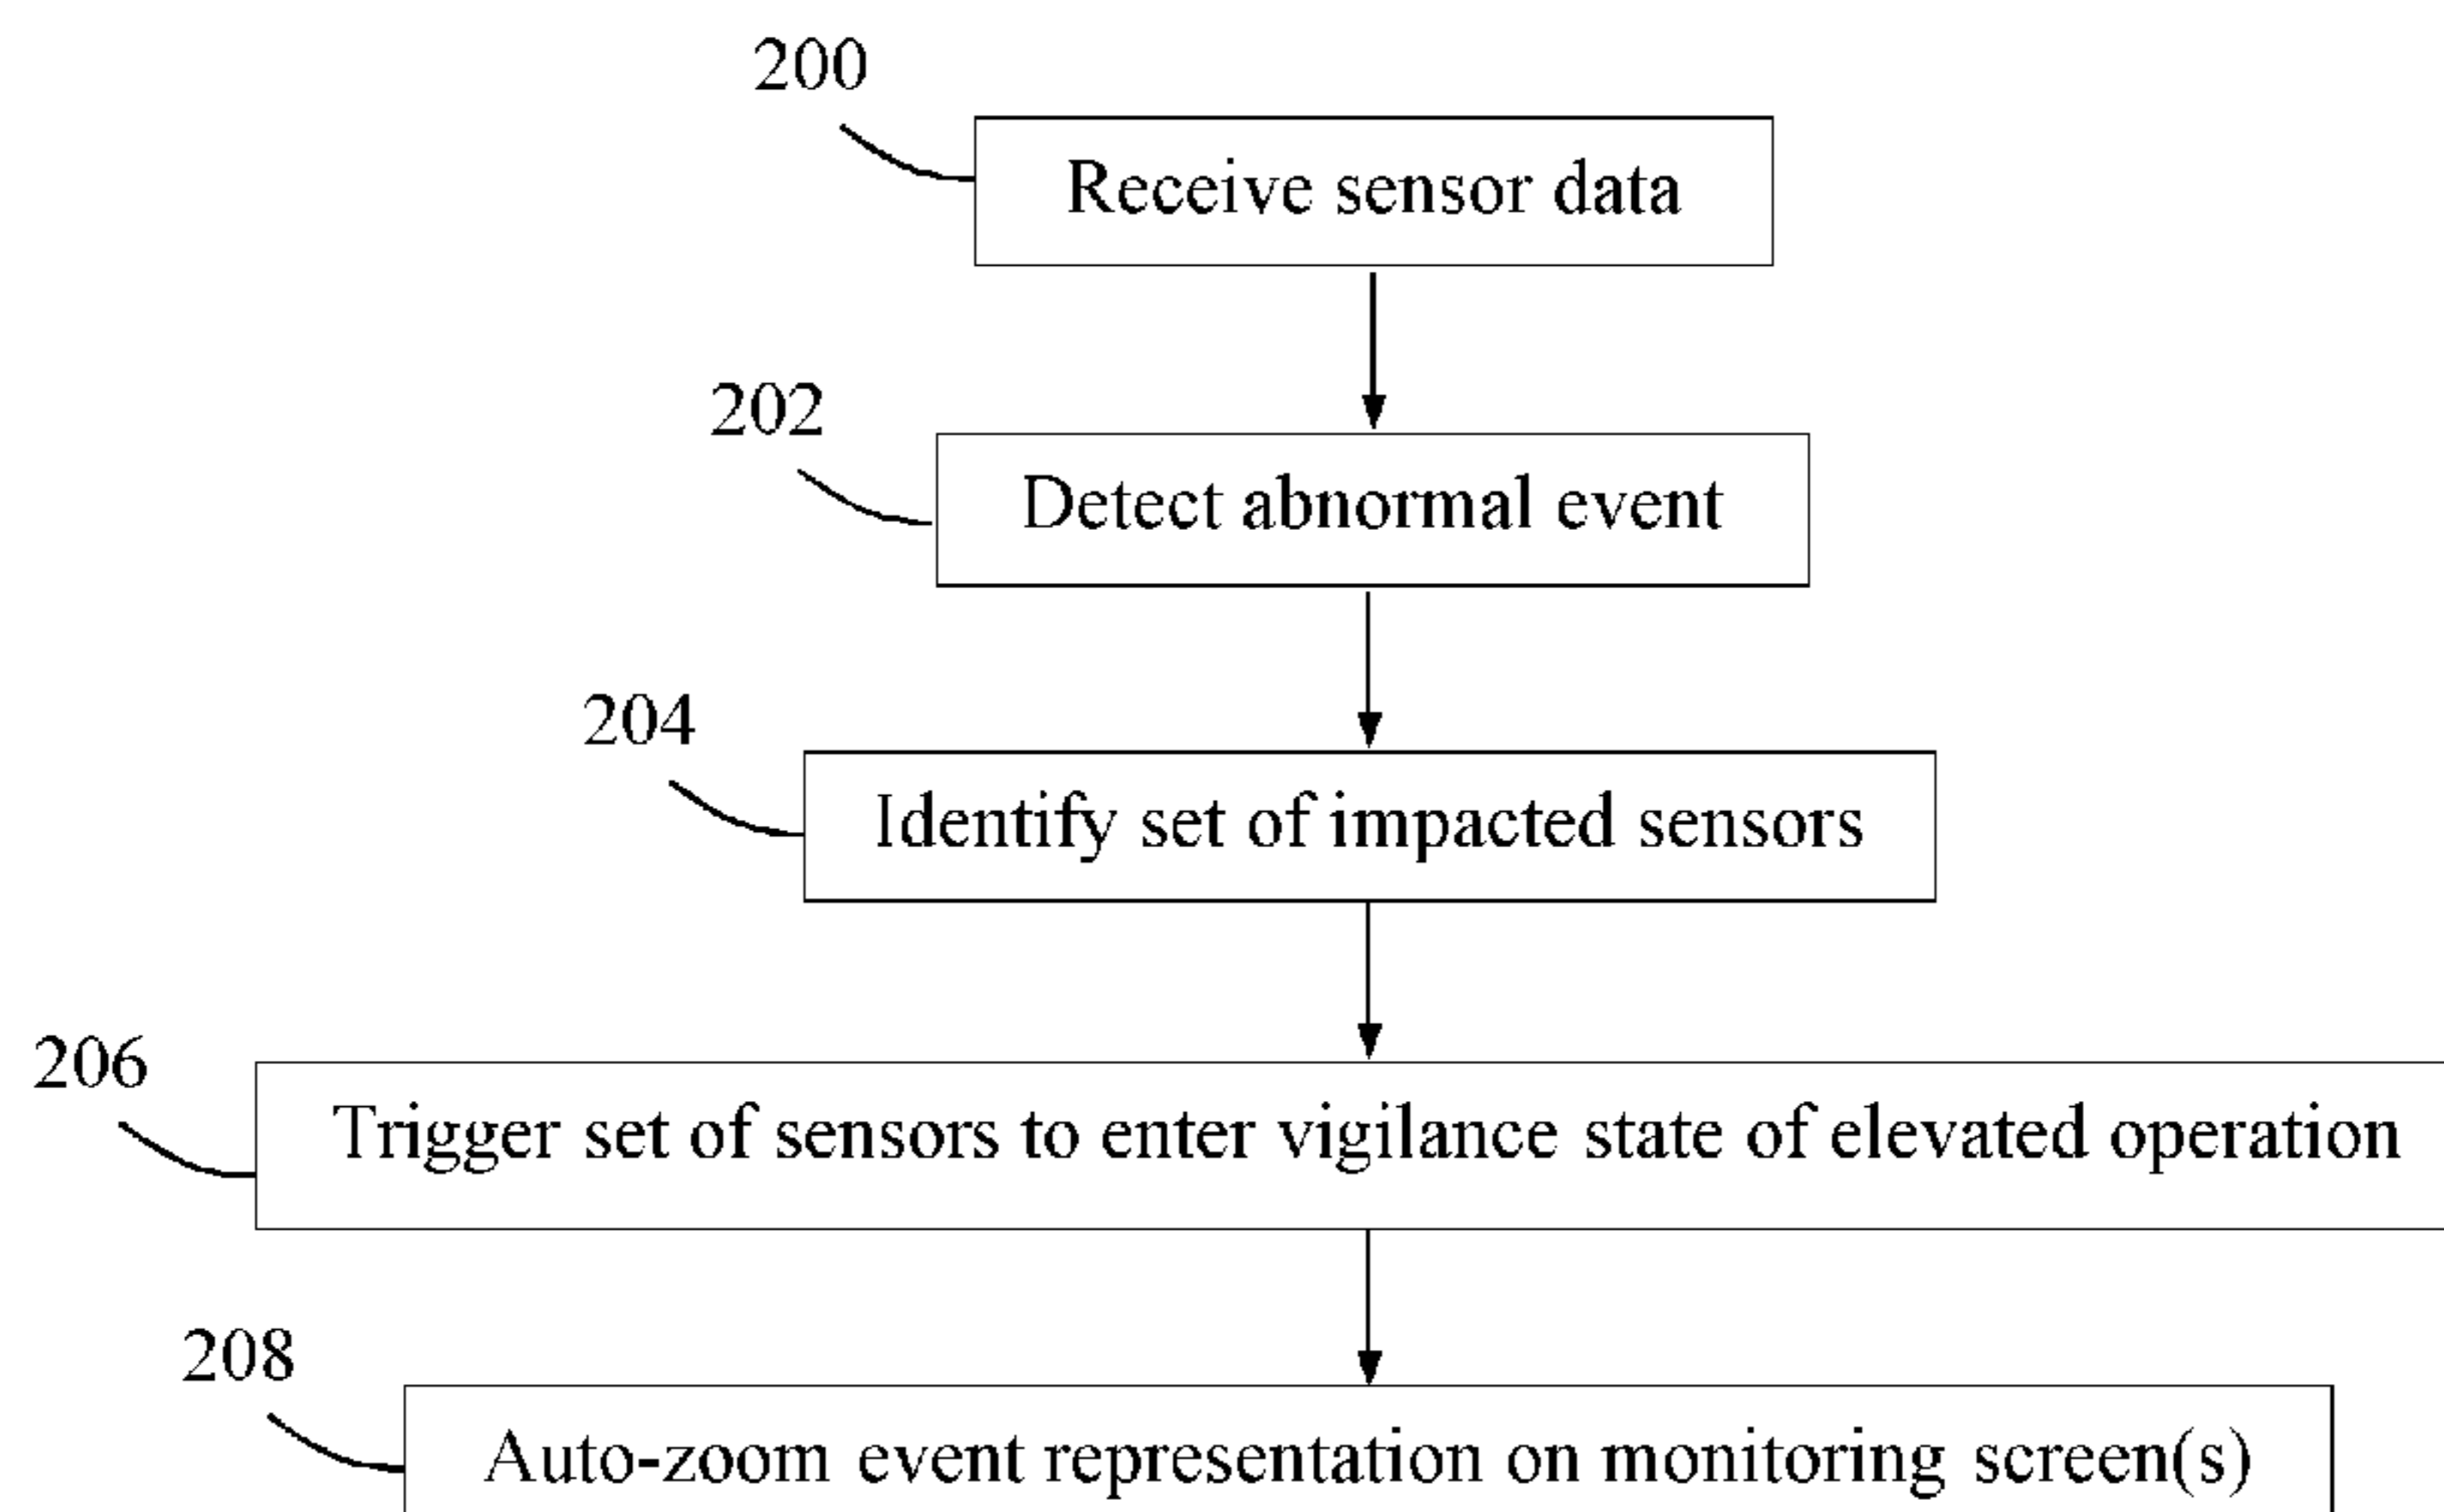 200
Receive sensor data
202
Detect abnormal event
204
Identify set of impacted sensors
206
Trigger set of sensors to enter vigilance state of elevated operation
208
Auto-zoom event representation on monitoring screen(s)